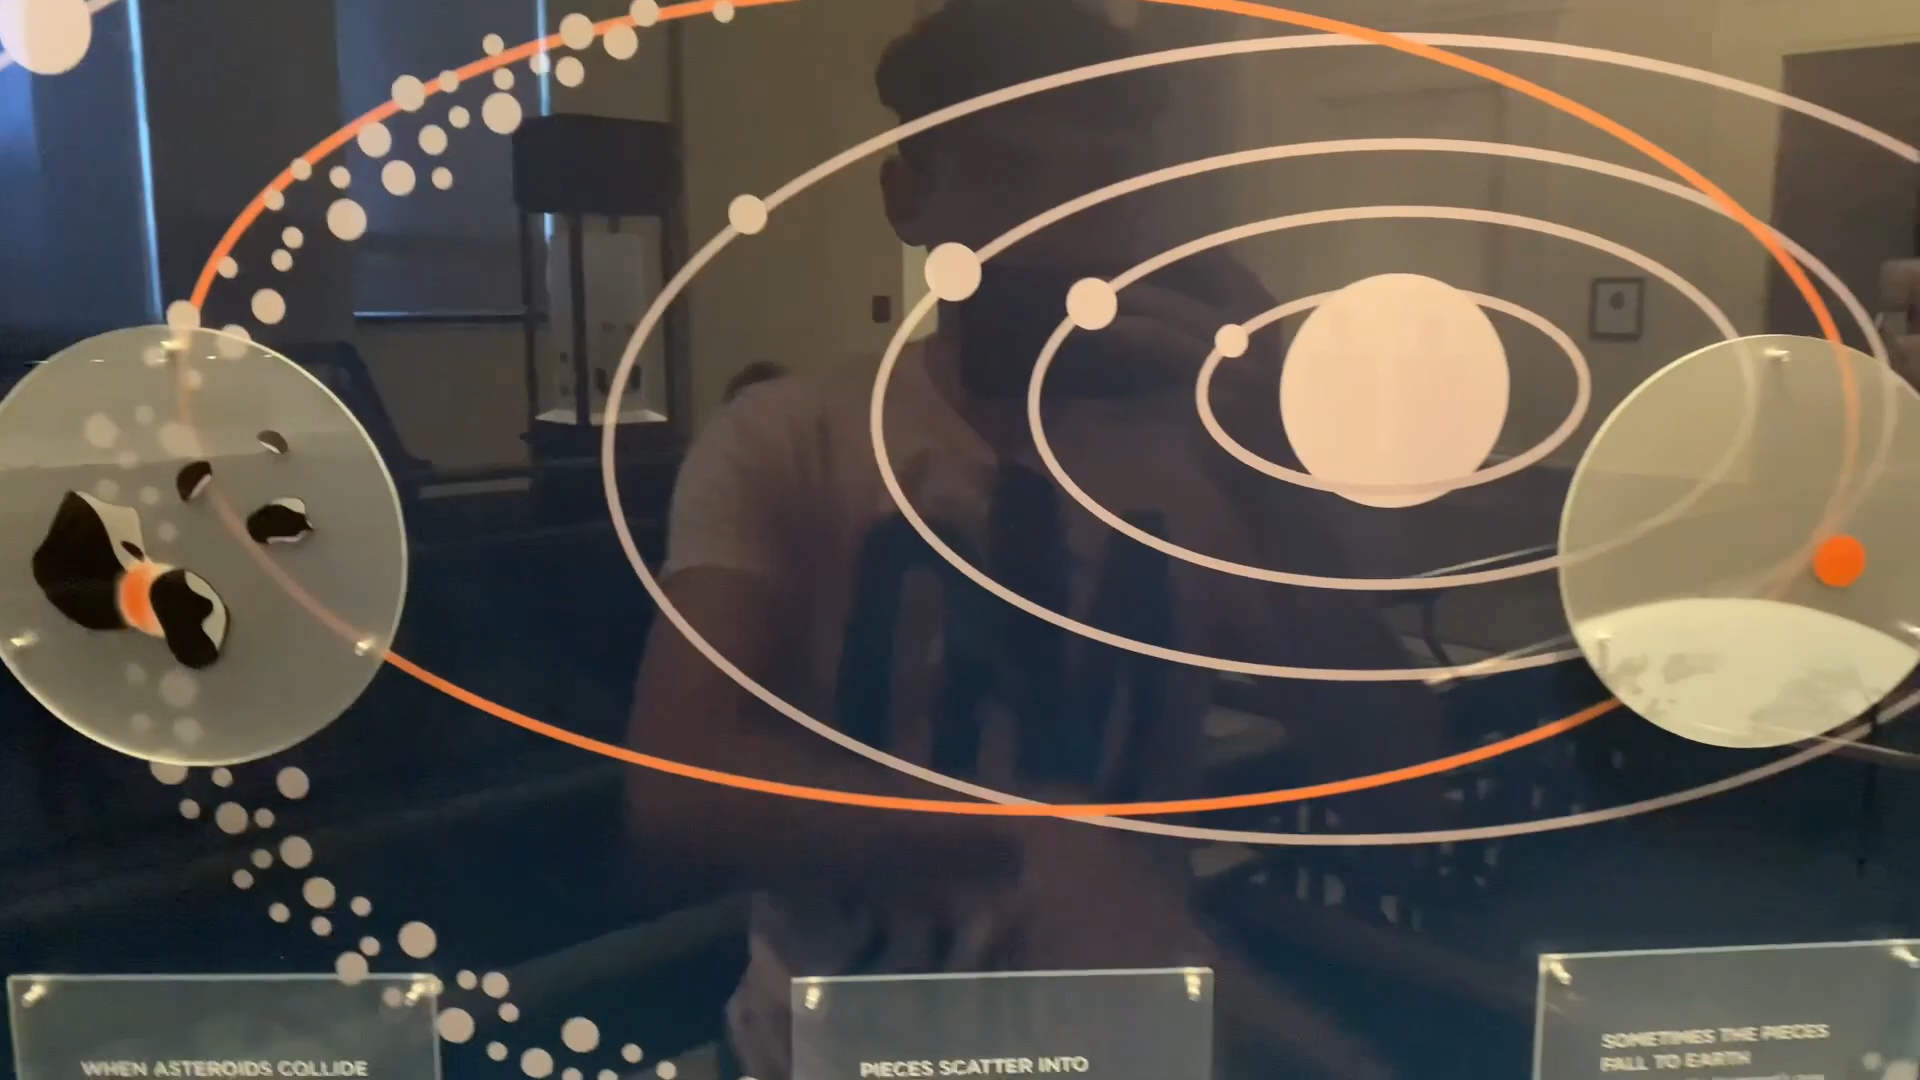 WHEN ASTEROIDS COLLIDE
PIECES SCATTER INTO
SOMETIMES THE PIECES
FALL TO EARTH